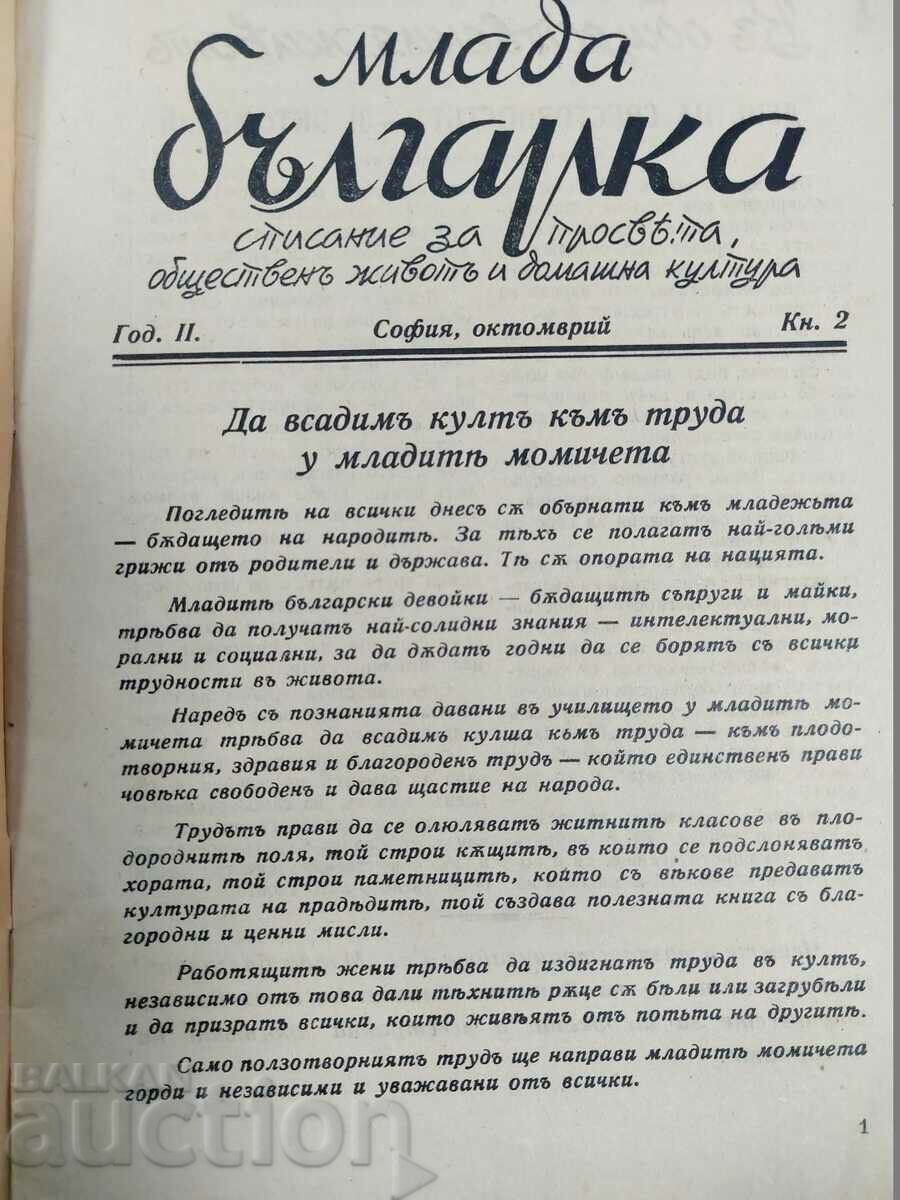 млада
българка
списание за просвѣта,
общественъ животъ и домашна култура
Год. II. София, октомврий Кн. 2
Да всадимъ култъ къмъ труда
у младитѣ момичета
Погледитѣ на всички днесъ сѫ обърнати къмъ младежьта
— бѫдащето на народитѣ. За тѣхъ се полагатъ най-голѣми
грижи отъ родители и държава. Тѣ сѫ опората на нацията.
Младитѣ български девойки — бѫдащитѣ съпруги и майки,
трѣбва да получатъ най-солидни знания — интелектуални, мо-
рални и социални, за да дѫдатъ годни да се борятъ съ всички
трудности въ живота.
Наредъ съ познанията давани въ училището у младитѣ мо-
мичета трѣбва да всадимъ култа къмъ труда — къмъ плодо-
творния, здравия и благороденъ трудъ — който единственъ прави
човѣка свободенъ и дава щастие на народа.
Трудътъ прави да се олюляватъ житнитѣ класове въ пло-
дороднитѣ поля, той строи кѫщитѣ, въ които се подслоняватъ
хората, той строи паметницитѣ, които съ вѣкове предаватъ
културата на прадѣдитѣ, той създава полезната книга съ бла-
городни и ценни мисли.
Работящитѣ жени трѣбва да издигнатъ труда въ култъ,
независимо отъ това дали тѣхнитѣ рѫце сѫ бѣли или загрубѣли
и да призратъ всички, които живѣятъ отъ потьта на другитѣ.
Само ползотворниятъ трудъ ще направи младитѣ момичета
горди и независими и уважавани отъ всички.
1
BALKAN
auction